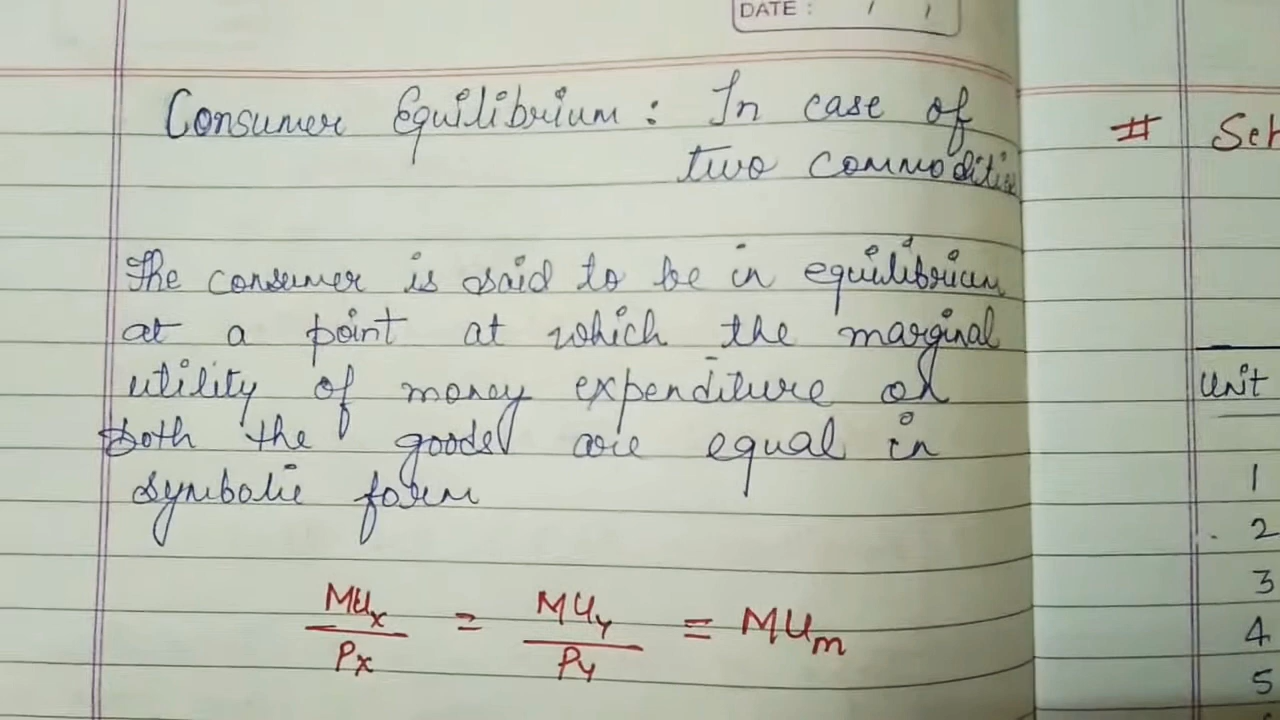 DATE : / /
Consumer Equilibrium : In case of
two commodities
The consumer is said to be in equilibrium
at a point at which the marginal
utility of money expenditure on
both the goods are equal in
symbolic form
MUx/Px = MUy/Py = MUm
#
Unit
1
2
3
4
5